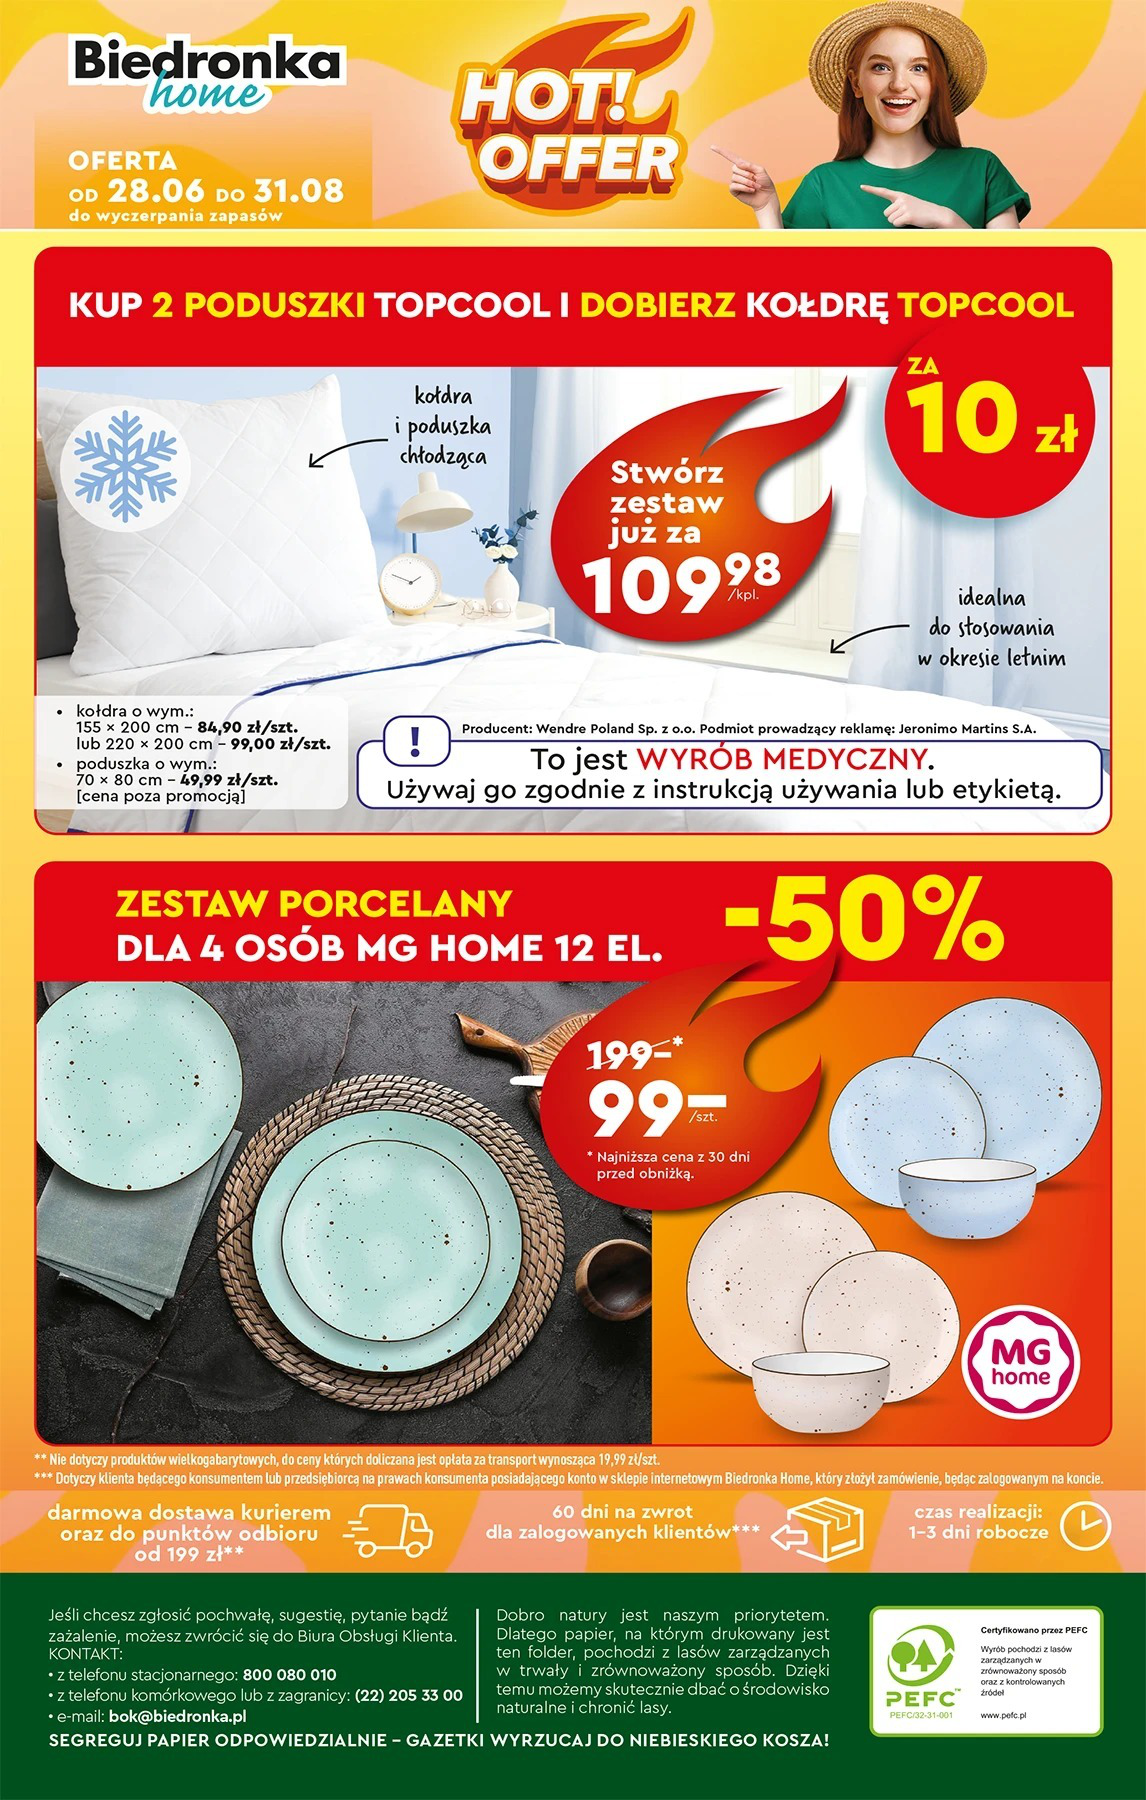 Biedronka
home
OFERTA
OD 28.06 DO 31.08
do wyczerpania zapasów
HOT!
OFFER
KUP 2 PODUSZKI TOPCOOL I DOBIERZ KOŁDRĘ TOPCOOL
ZA
10 zł
kołdra
i poduszka
chłodząca
Stwórz
zestaw
już za
109 98
/kpl.
idealna
do stosowania
w okresie letnim
• kołdra o wym.:
155 × 200 cm – 84,90 zł/szt.
lub 220 × 200 cm – 99,00 zł/szt.
• poduszka o wym.:
70 × 80 cm – 49,99 zł/szt.
[cena poza promocją]
!
Producent: Wendre Poland Sp. z o.o. Podmiot prowadzący reklamę: Jeronimo Martins S.A.
To jest WYRÓB MEDYCZNY.
Używaj go zgodnie z instrukcją używania lub etykietą.
ZESTAW PORCELANY
DLA 4 OSÓB MG HOME 12 EL.
-50%
199–*
99–
/szt.
* Najniższa cena z 30 dni
przed obniżką.
MG
home
** Nie dotyczy produktów wielkogabarytowych, do ceny których doliczana jest opłata za transport wynosząca 19,99 zł/szt.
*** Dotyczy klienta będącego konsumentem lub przedsiębiorcą na prawach konsumenta posiadającego konto w sklepie internetowym Biedronka Home, który złożył zamówienie, będąc zalogowanym na koncie.
darmowa dostawa kurierem
oraz do punktów odbioru
od 199 zł**
60 dni na zwrot
dla zalogowanych klientów***
czas realizacji:
1–3 dni robocze
Jeśli chcesz zgłosić pochwałę, sugestię, pytanie bądź
zażalenie, możesz zwrócić się do Biura Obsługi Klienta.
KONTAKT:
• z telefonu stacjonarnego: 800 080 010
• z telefonu komórkowego lub z zagranicy: (22) 205 33 00
• e-mail: bok@biedronka.pl
Dobro natury jest naszym priorytetem.
Dlatego papier, na którym drukowany jest
ten folder, pochodzi z lasów zarządzanych
w trwały i zrównoważony sposób. Dzięki
temu możemy skutecznie dbać o środowisko
naturalne i chronić lasy.
SEGREGUJ PAPIER ODPOWIEDZIALNIE – GAZETKI WYRZUCAJ DO NIEBIESKIEGO KOSZA!
PEFC™
PEFC/32-31-001
Certyfikowano przez PEFC
Wyrób pochodzi z lasów
zarządzanych w
zrównoważony sposób
oraz z kontrolowanych
źródeł
www.pefc.pl